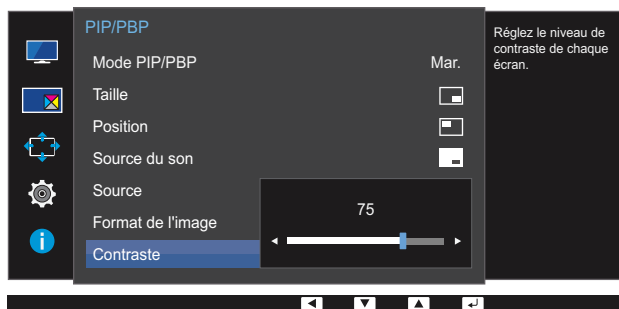 PIP/PBP
Mode PIP/PBP Mar.
Taille
Position
Source du son
Source
Format de l'image
Contraste
75
Réglez le niveau de
contraste de chaque
écran.